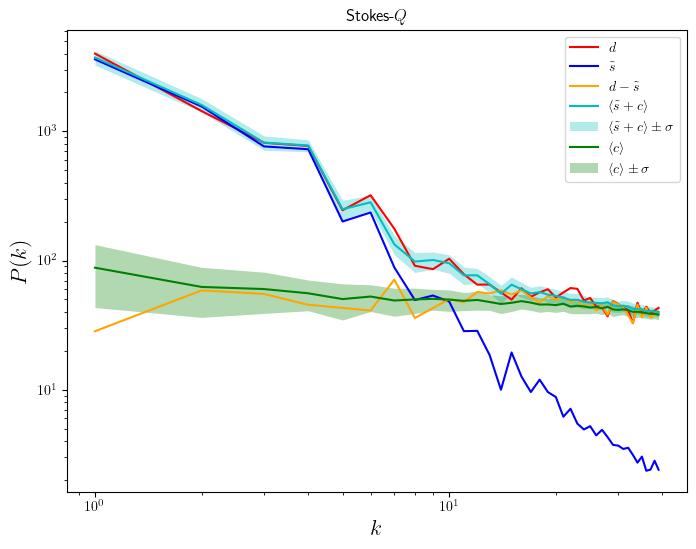 Stokes-Q
d
s̃
d − s̃
⟨s̃ + c⟩
⟨s̃ + c⟩ ± σ
⟨c⟩
⟨c⟩ ± σ
P(k)
10³
10²
10¹
10⁰
10¹
k